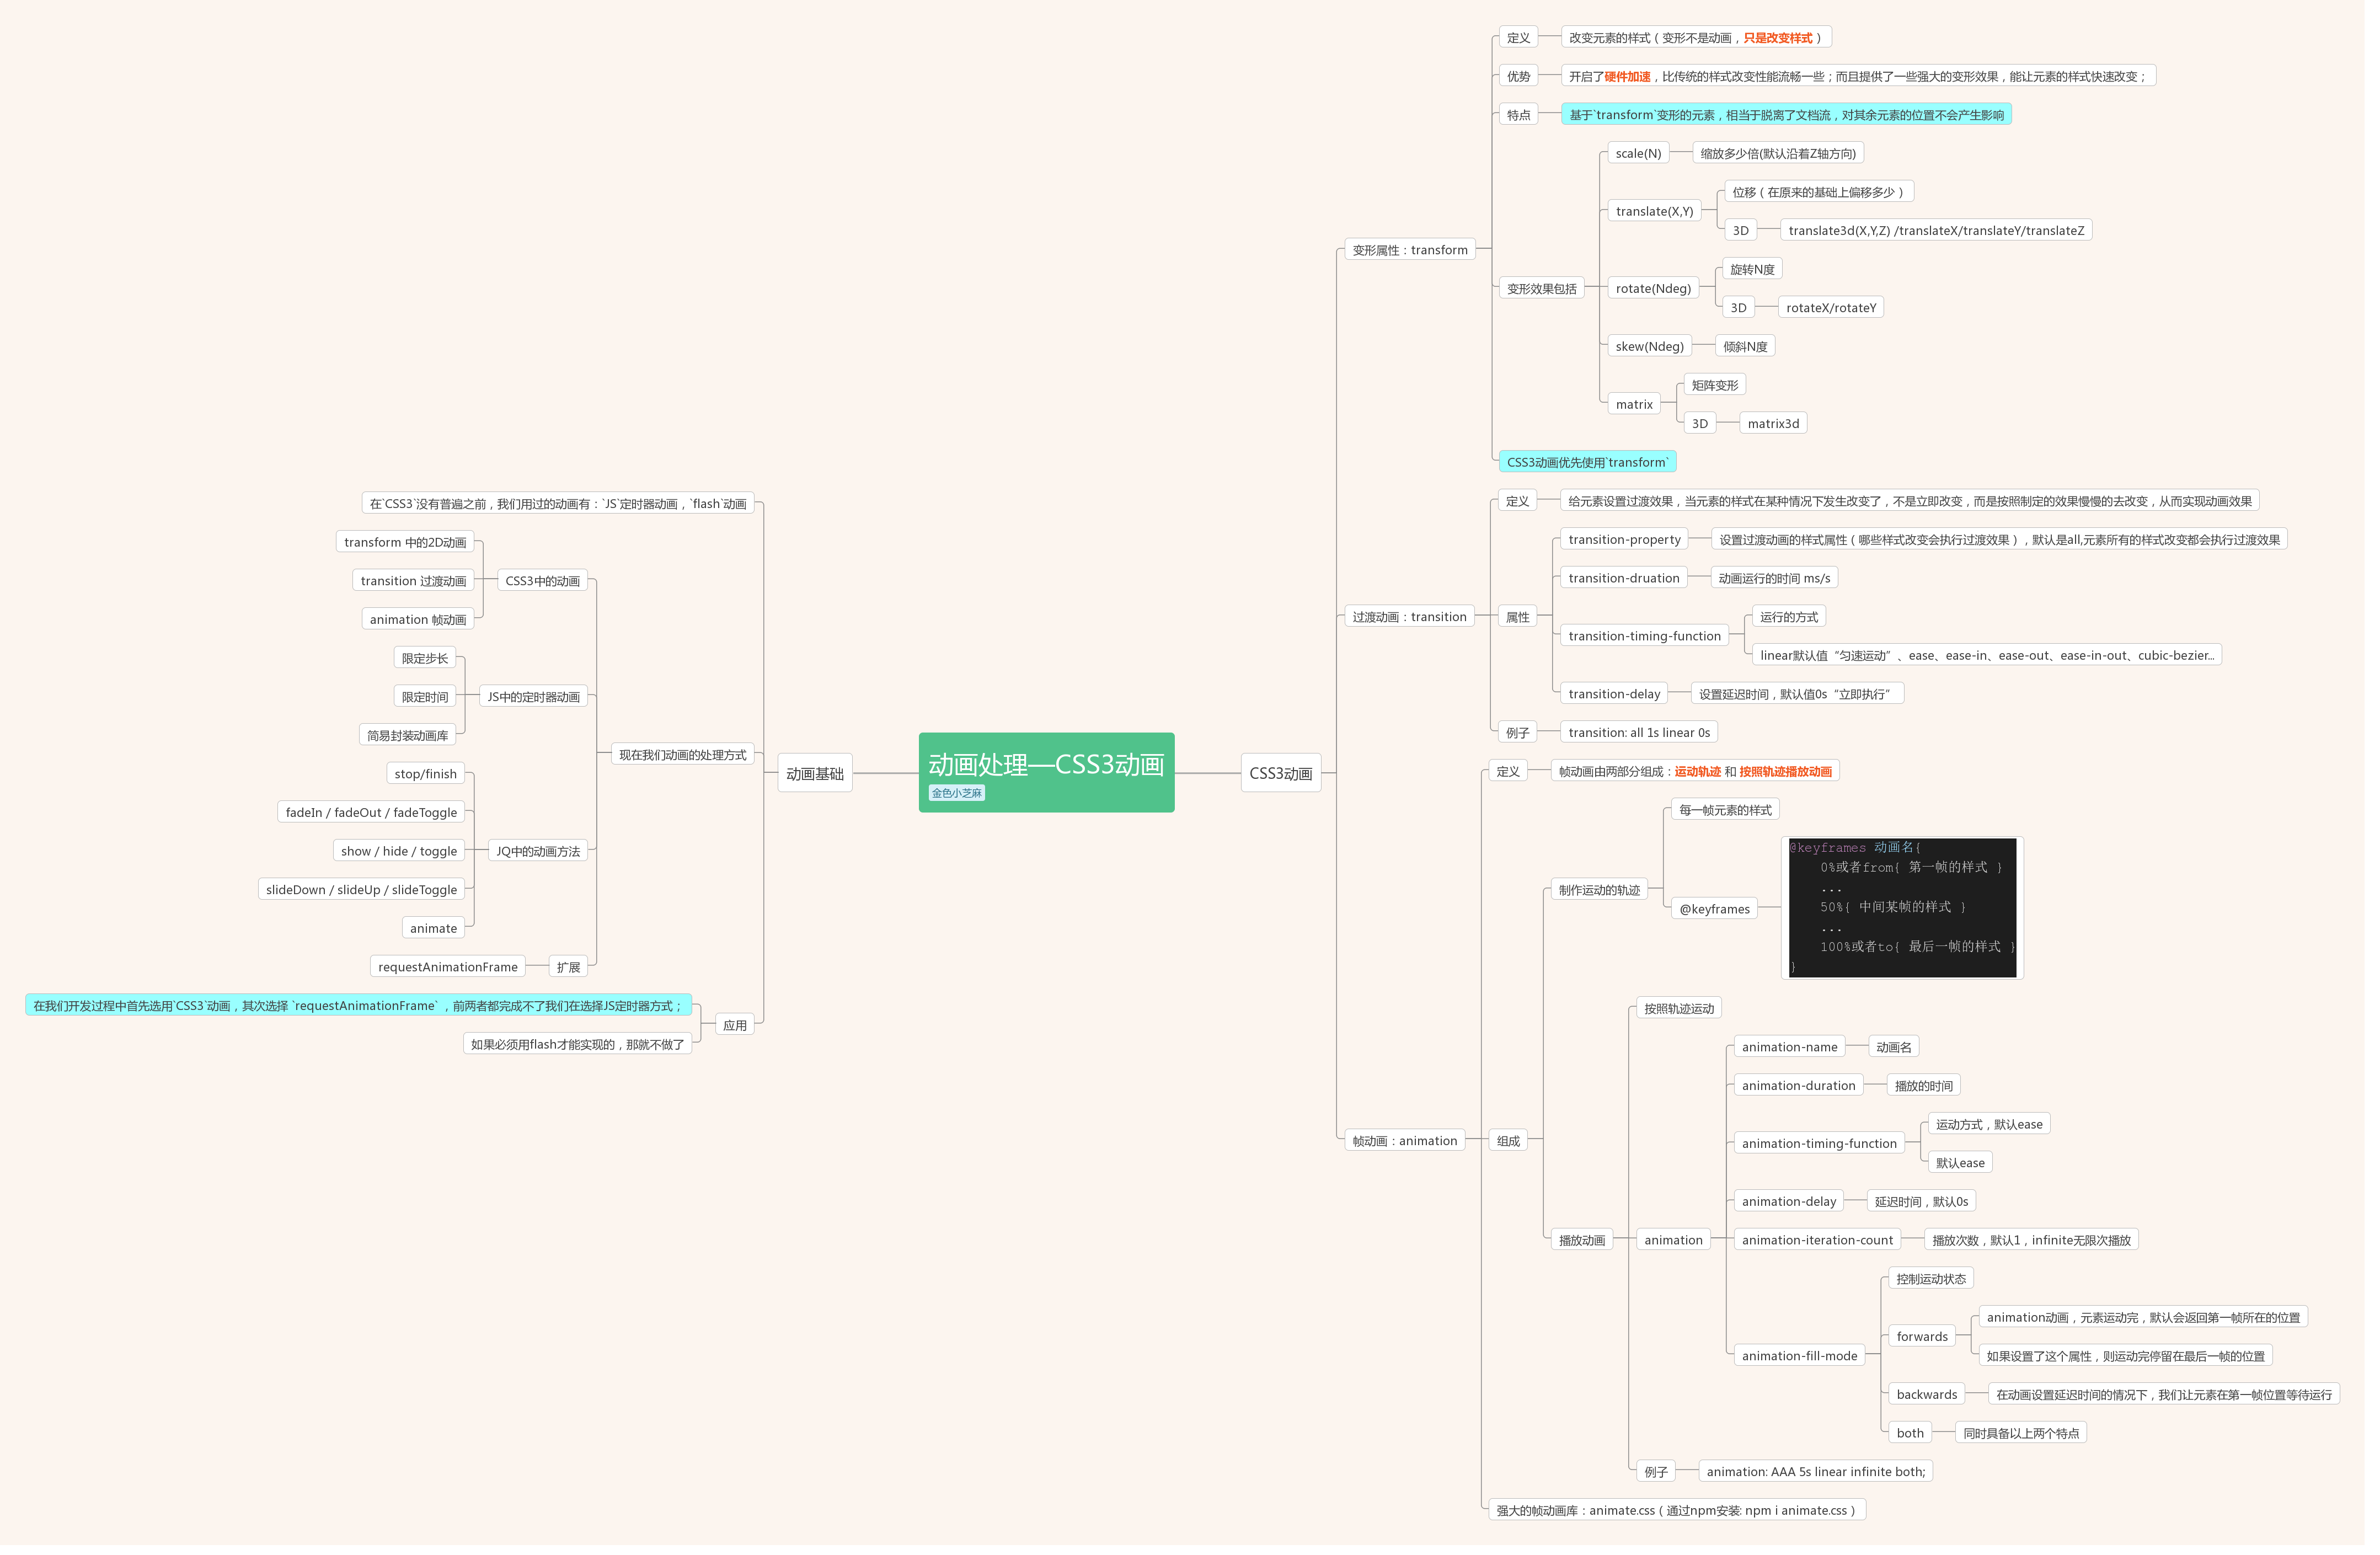 动画处理—CSS3动画
金色小芝麻
动画基础
在`CSS3`没有普遍之前，我们用过的动画有：`JS`定时器动画，`flash`动画
现在我们动画的处理方式
CSS3中的动画
transform 中的2D动画
transition 过渡动画
animation 帧动画
JS中的定时器动画
限定步长
限定时间
简易封装动画库
JQ中的动画方法
stop/finish
fadeIn / fadeOut / fadeToggle
show / hide / toggle
slideDown / slideUp / slideToggle
animate
扩展
requestAnimationFrame
应用
在我们开发过程中首先选用`CSS3`动画，其次选择 `requestAnimationFrame` ，前两者都完成不了我们在选择JS定时器方式；
如果必须用flash才能实现的，那就不做了
CSS3动画
变形属性：transform
定义
改变元素的样式（变形不是动画，只是改变样式）
优势
开启了硬件加速，比传统的样式改变性能流畅一些；而且提供了一些强大的变形效果，能让元素的样式快速改变；
特点
基于`transform`变形的元素，相当于脱离了文档流，对其余元素的位置不会产生影响
变形效果包括
scale(N)
缩放多少倍(默认沿着Z轴方向)
translate(X,Y)
位移（在原来的基础上偏移多少）
3D
translate3d(X,Y,Z) /translateX/translateY/translateZ
rotate(Ndeg)
旋转N度
3D
rotateX/rotateY
skew(Ndeg)
倾斜N度
matrix
矩阵变形
3D
matrix3d
CSS3动画优先使用`transform`
过渡动画：transition
定义
给元素设置过渡效果，当元素的样式在某种情况下发生改变了，不是立即改变，而是按照制定的效果慢慢的去改变，从而实现动画效果
属性
transition-property
设置过渡动画的样式属性（哪些样式改变会执行过渡效果），默认是all,元素所有的样式改变都会执行过渡效果
transition-druation
动画运行的时间 ms/s
transition-timing-function
运行的方式
linear默认值“匀速运动”、ease、ease-in、ease-out、ease-in-out、cubic-bezier...
transition-delay
设置延迟时间，默认值0s“立即执行”
例子
transition: all 1s linear 0s
帧动画：animation
定义
帧动画由两部分组成：运动轨迹 和 按照轨迹播放动画
组成
制作运动的轨迹
每一帧元素的样式
@keyframes
@keyframes 动画名{
0%或者from{ 第一帧的样式 }
...
50%{ 中间某帧的样式 }
...
100%或者to{ 最后一帧的样式 }
}
播放动画
按照轨迹运动
animation
animation-name
动画名
animation-duration
播放的时间
animation-timing-function
运动方式，默认ease
默认ease
animation-delay
延迟时间，默认0s
animation-iteration-count
播放次数，默认1，infinite无限次播放
animation-fill-mode
控制运动状态
forwards
animation动画，元素运动完，默认会返回第一帧所在的位置
如果设置了这个属性，则运动完停留在最后一帧的位置
backwards
在动画设置延迟时间的情况下，我们让元素在第一帧位置等待运行
both
同时具备以上两个特点
例子
animation: AAA 5s linear infinite both;
强大的帧动画库：animate.css（通过npm安装: npm i animate.css）